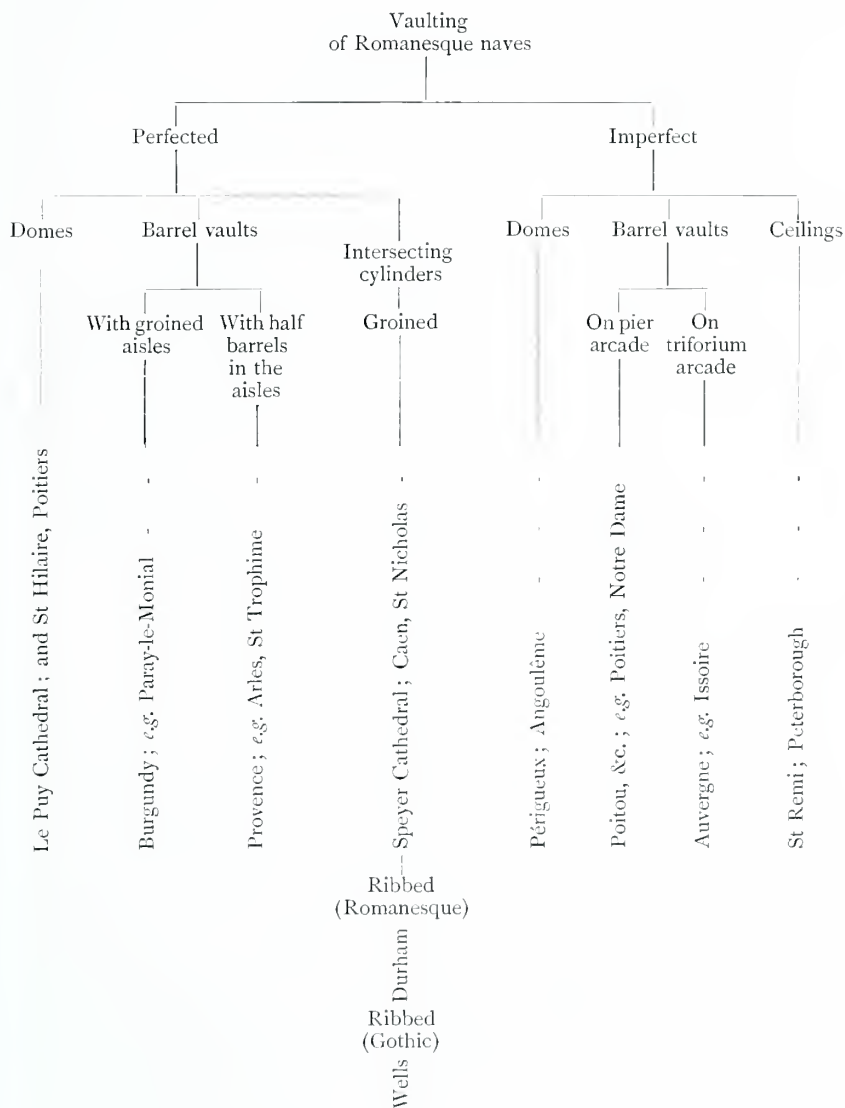 Vaulting
of Romanesque naves
Perfected
Imperfect
Domes
Barrel vaults
Intersecting
cylinders
Domes
Barrel vaults
Ceilings
With groined
aisles
With half
barrels
in the
aisles
Groined
On pier
arcade
On
triforium
arcade
Le Puy Cathedral ; and St Hilaire, Poitiers
Burgundy ; e.g. Paray-le-Monial
Provence ; e.g. Arles, St Trophime
Speyer Cathedral ; Caen, St Nicholas
Périgueux ; Angoulême
Poitou, &c. ; e.g. Poitiers, Notre Dame
Auvergne ; e.g. Issoire
St Remi ; Peterborough
Ribbed
(Romanesque)
Durham
Ribbed
(Gothic)
Wells